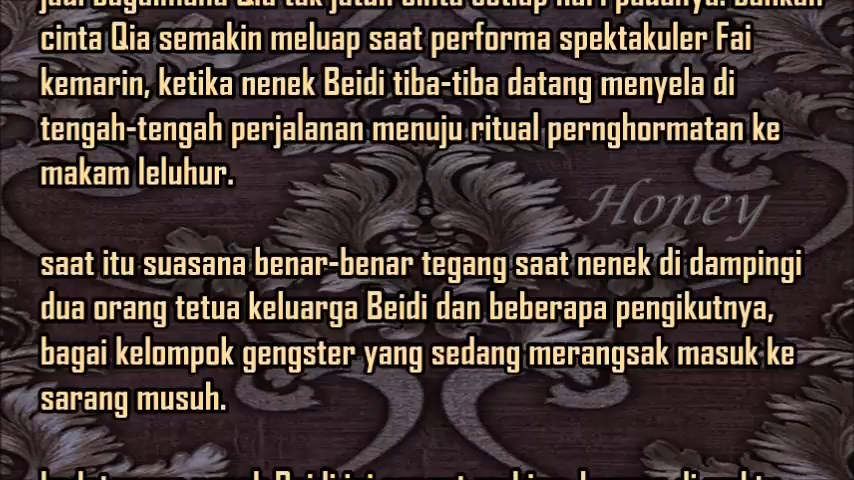 cinta Qia semakin meluap saat performa spektakuler Fai
kemarin, ketika nenek Beidi tiba-tiba datang menyela di
tengah-tengah perjalanan menuju ritual pernghormatan ke
makam leluhur.
Honey
saat itu suasana benar-benar tegang saat nenek di dampingi
dua orang tetua keluarga Beidi dan beberapa pengikutnya,
bagai kelompok gengster yang sedang merangsak masuk ke
sarang musuh.